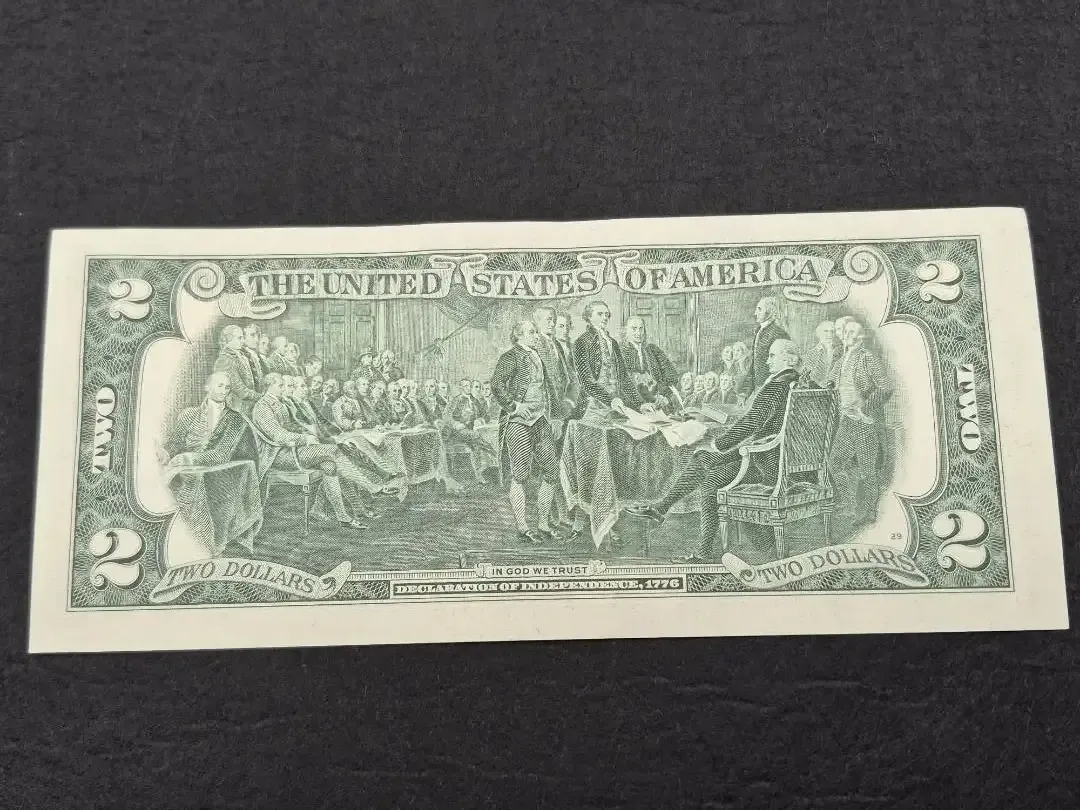 THE UNITED STATES OF AMERICA
2
2
TWO
TWO
29
2
2
TWO DOLLARS
IN GOD WE TRUST
TWO DOLLARS
DECLARATION OF INDEPENDENCE, 1776